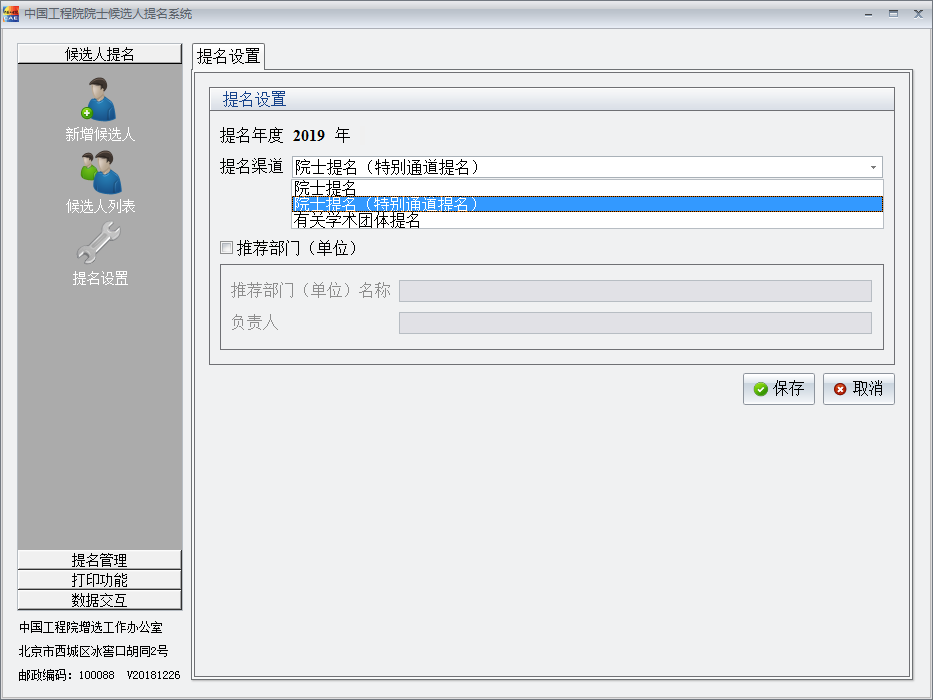 中国工程院院士候选人提名系统
候选人提名
新增候选人
候选人列表
提名设置
提名管理
打印功能
数据交互
中国工程院增选工作办公室
北京市西城区冰窖口胡同2号
邮政编码：100088 V20181226
提名设置
提名设置
提名年度 2019 年
提名渠道 院士提名（特别通道提名）
院士提名
院士提名（特别通道提名）
有关学术团体提名
推荐部门（单位）
推荐部门（单位）名称
负责人
保存
取消